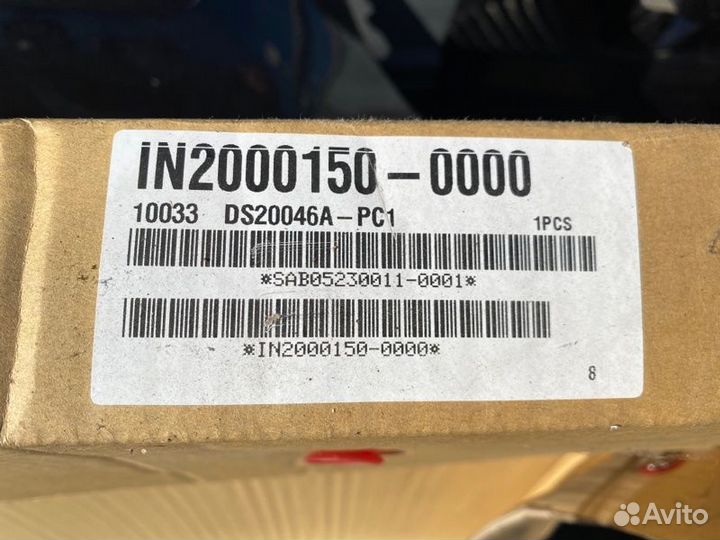 IN2000150-0000
10033 DS20046A-PC1 1PCS
*SAB05230011-0001*
*IN2000150-0000*
8
Avito